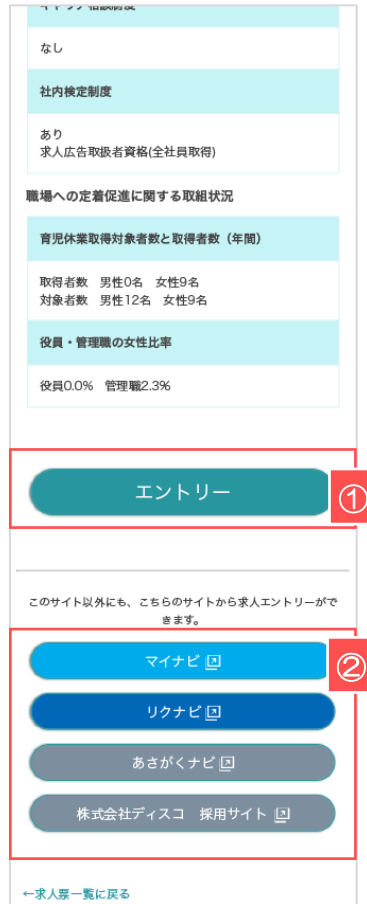 なし
社内検定制度
あり
求人広告取扱者資格(全社員取得)
職場への定着促進に関する取組状況
育児休業取得対象者数と取得者数（年間）
取得者数　男性0名　女性9名
対象者数　男性12名　女性9名
役員・管理職の女性比率
役員0.0%　管理職2.3%
エントリー
①
このサイト以外にも、こちらのサイトから求人エントリーがで
きます。
②
マイナビ
リクナビ
あさがくナビ
株式会社ディスコ　採用サイト
←求人票一覧に戻る